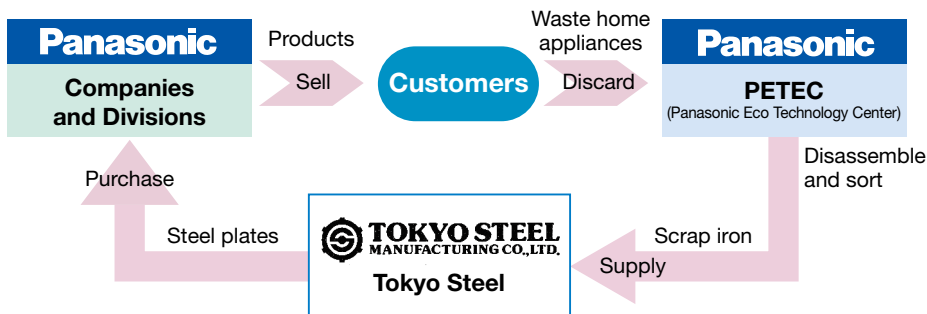 Panasonic
Companies
and Divisions
Products
Sell
Customers
Waste home
appliances
Discard
Panasonic
PETEC
(Panasonic Eco Technology Center)
Disassemble
and sort
Scrap iron
Supply
TOKYO STEEL
MANUFACTURING CO.,LTD.
Tokyo Steel
Steel plates
Purchase